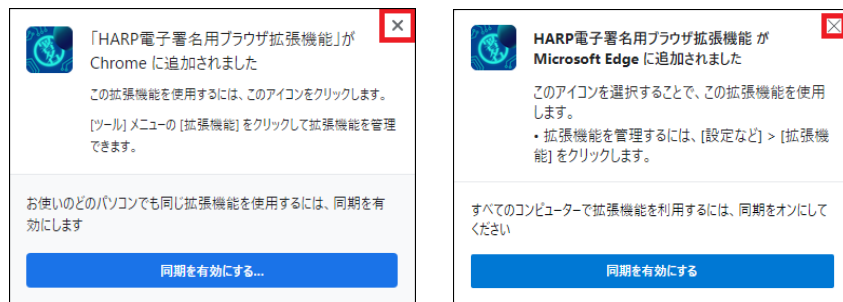 「HARP電子署名用ブラウザ拡張機能」が
Chrome に追加されました
この拡張機能を使用するには、このアイコンをクリックします。
[ツール] メニューの [拡張機能] をクリックして拡張機能を管理
できます。
お使いのどのパソコンでも同じ拡張機能を使用するには、同期を有
効にします
同期を有効にする...
HARP電子署名用ブラウザ拡張機能 が
Microsoft Edge に追加されました
このアイコンを選択することで、この拡張機能を使用
します。
• 拡張機能を管理するには、[設定など] > [拡張機
能] をクリックします。
すべてのコンピューターで拡張機能を利用するには、同期をオンにして
ください
同期を有効にする